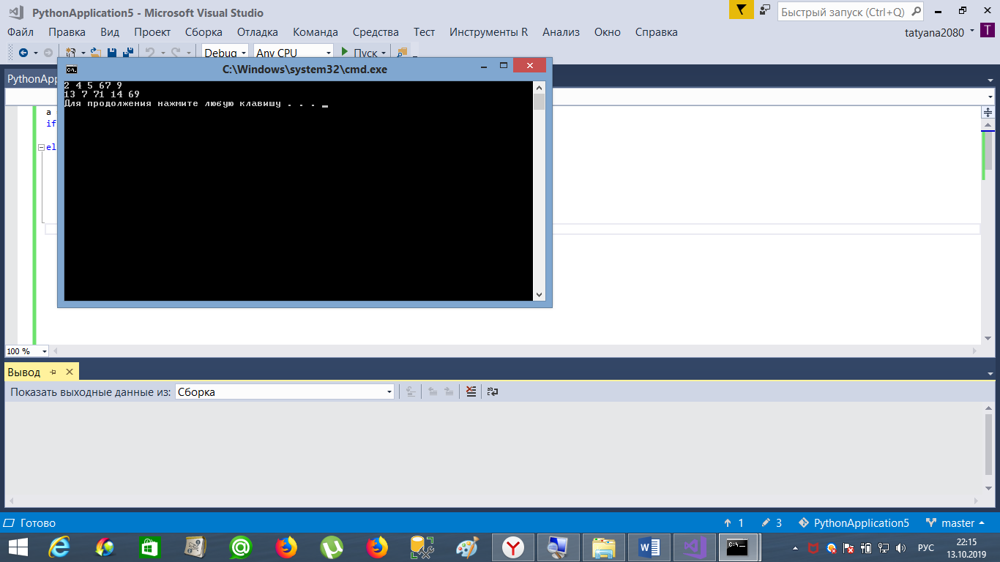 PythonApplication5 - Microsoft Visual Studio
Быстрый запуск (Ctrl+Q)
Файл Правка Вид Проект Сборка Отладка Команда Средства Тест Инструменты R Анализ Окно Справка
tatyana2080
T
Debug Any CPU Пуск
C:\Windows\system32\cmd.exe
PythonApp
2 4 5 67 9
13 7 71 14 69
Для продолжения нажмите любую клавишу . . .
a
if
el
100 %
Вывод
Показать выходные данные из: Сборка
Готово
1 3 PythonApplication5 master
РУС
22:15
13.10.2019